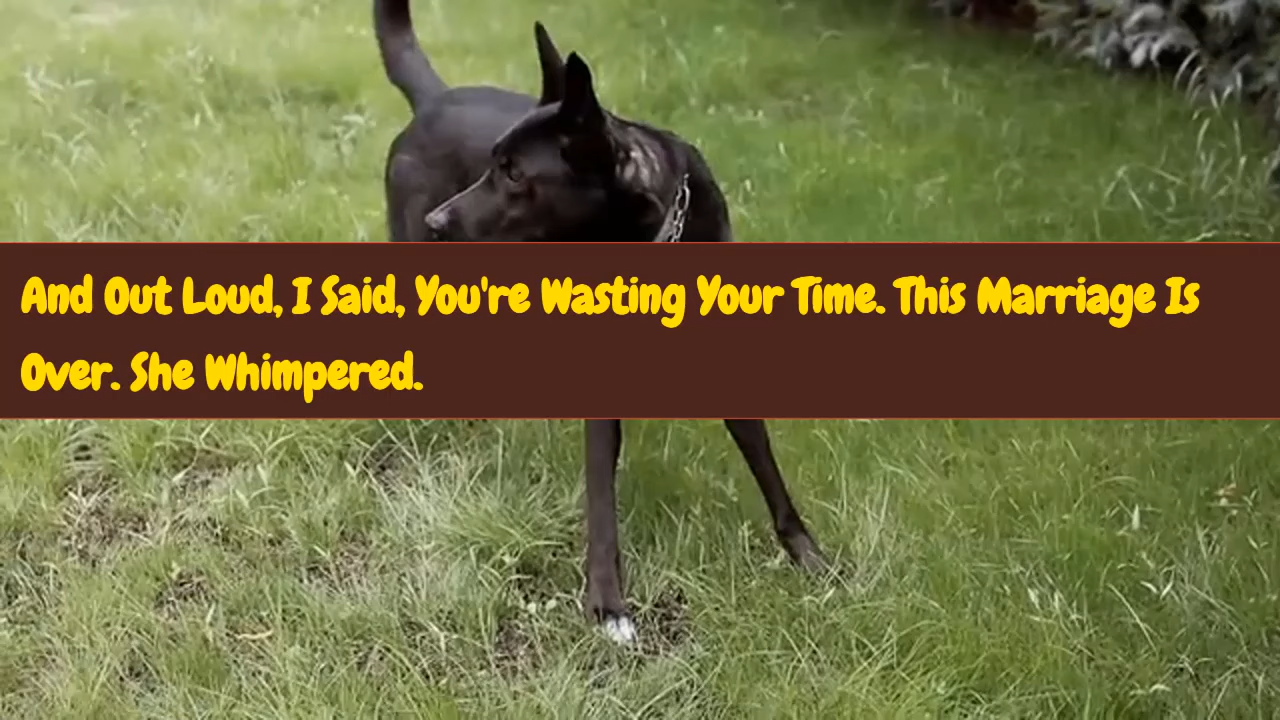 And Out Loud, I Said, You're Wasting Your Time. This Marriage Is
Over. She Whimpered.